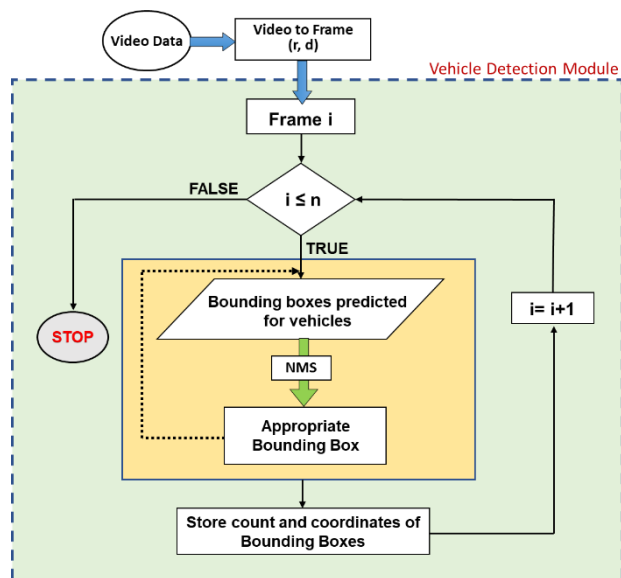 Video Data
Video to Frame
(r, d)
Vehicle Detection Module
Frame i
FALSE
i ≤ n
TRUE
Bounding boxes predicted
for vehicles
i= i+1
STOP
NMS
Appropriate
Bounding Box
Store count and coordinates of
Bounding Boxes